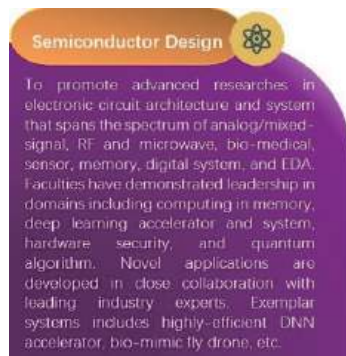 Semiconductor Design
To promote advanced researches in
electronic circuit architecture and system
that spans the spectrum of analog/mixed-
signal, RF and microwave, bio-medical,
sensor, memory, digital system, and EDA.
Faculties have demonstrated leadership in
domains including computing in memory,
deep learning accelerator and system,
hardware security, and quantum
algorithm. Novel applications are
developed in close collaboration with
leading industry experts. Exemplar
systems includes highly-efficient DNN
accelerator, bio-mimic fly drone, etc.